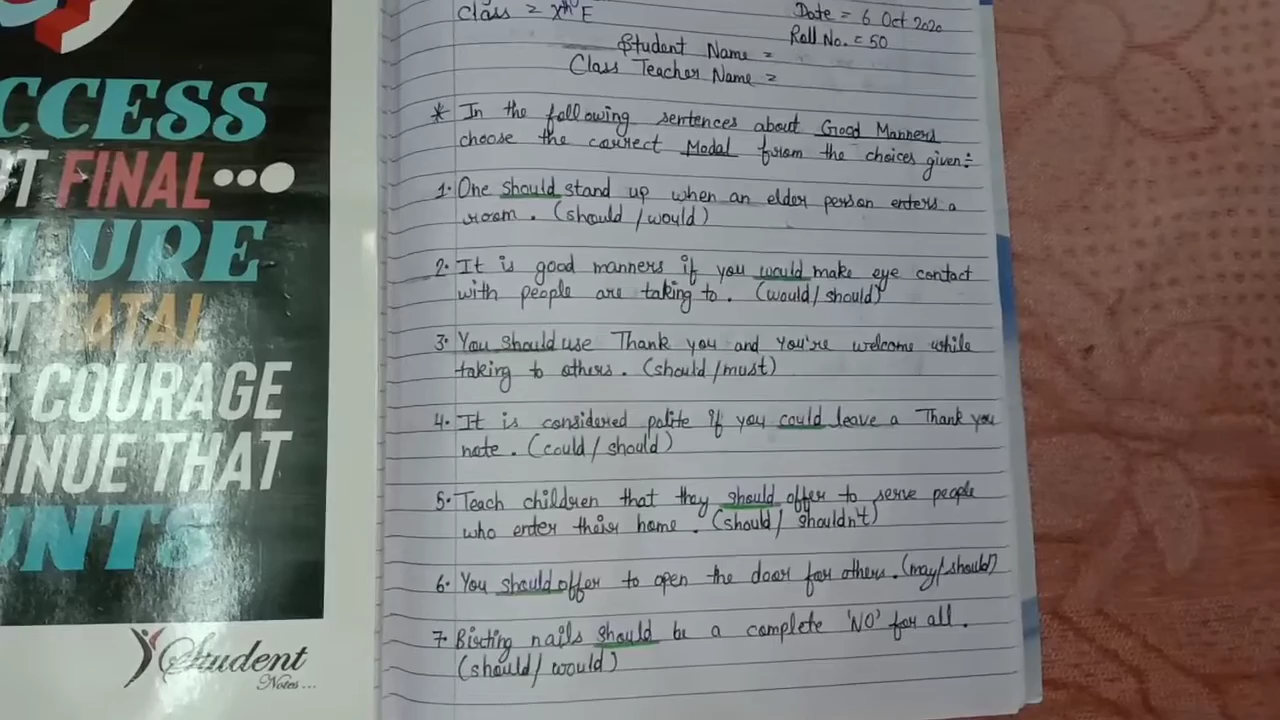 CCESS
OT FINAL...
LURE
T FATAL
E COURAGE
TINUE THAT
UNTS
Student
Notes...
Class = Xth E
Date = 6 Oct 2020
Roll No. = 50
Student Name =
Class Teacher Name =
* In the following sentences about Good Manners
choose the correct Modal from the choices given:-
1. One should stand up when an elder person enters a
room. (should / would)
2. It is good manners if you would make eye contact
with people are taking to. (would / should)
3. You should use Thank you and You're welcome while
taking to others. (should / must)
4. It is considered polite if you could leave a Thank you
note. (could / should)
5. Teach children that they should offer to serve people
who enter their home. (should / shouldn't)
6. You should offer to open the door for others. (may / should)
7. Bitting nails should be a complete 'NO' for all.
(should / would)